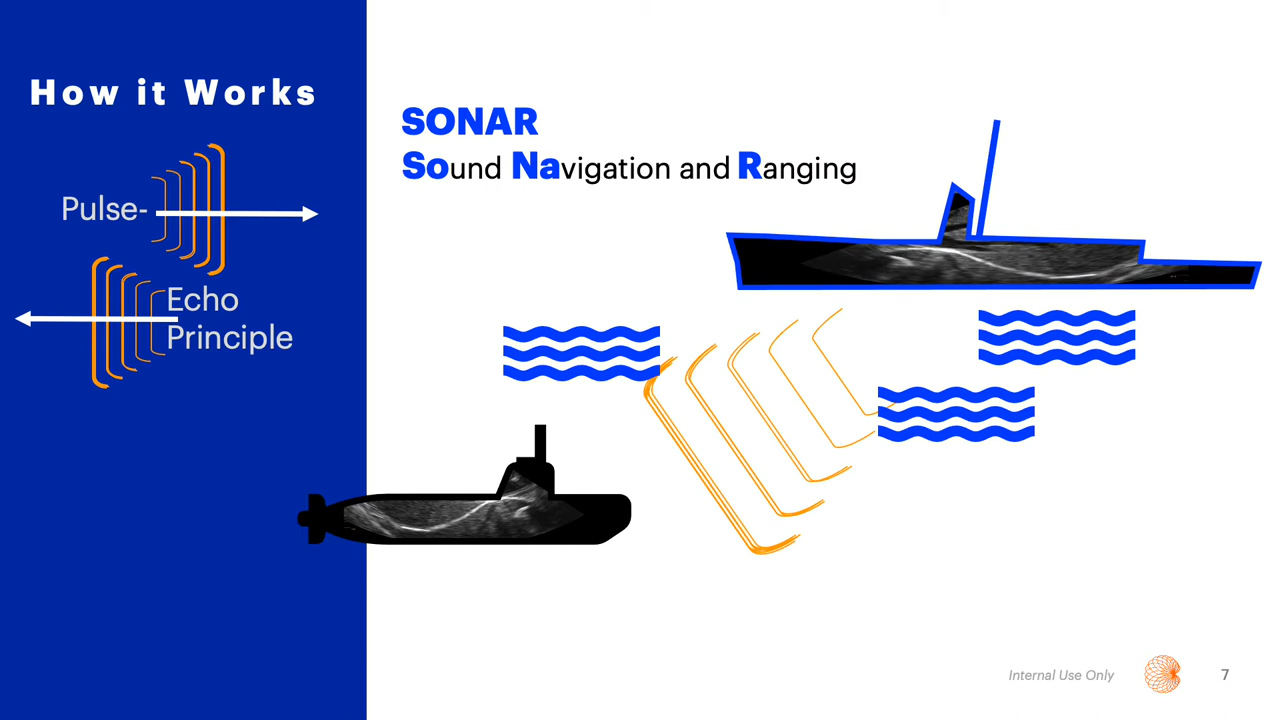 How it Works
Pulse-
Echo
Principle
SONAR
Sound Navigation and Ranging
Internal Use Only
7